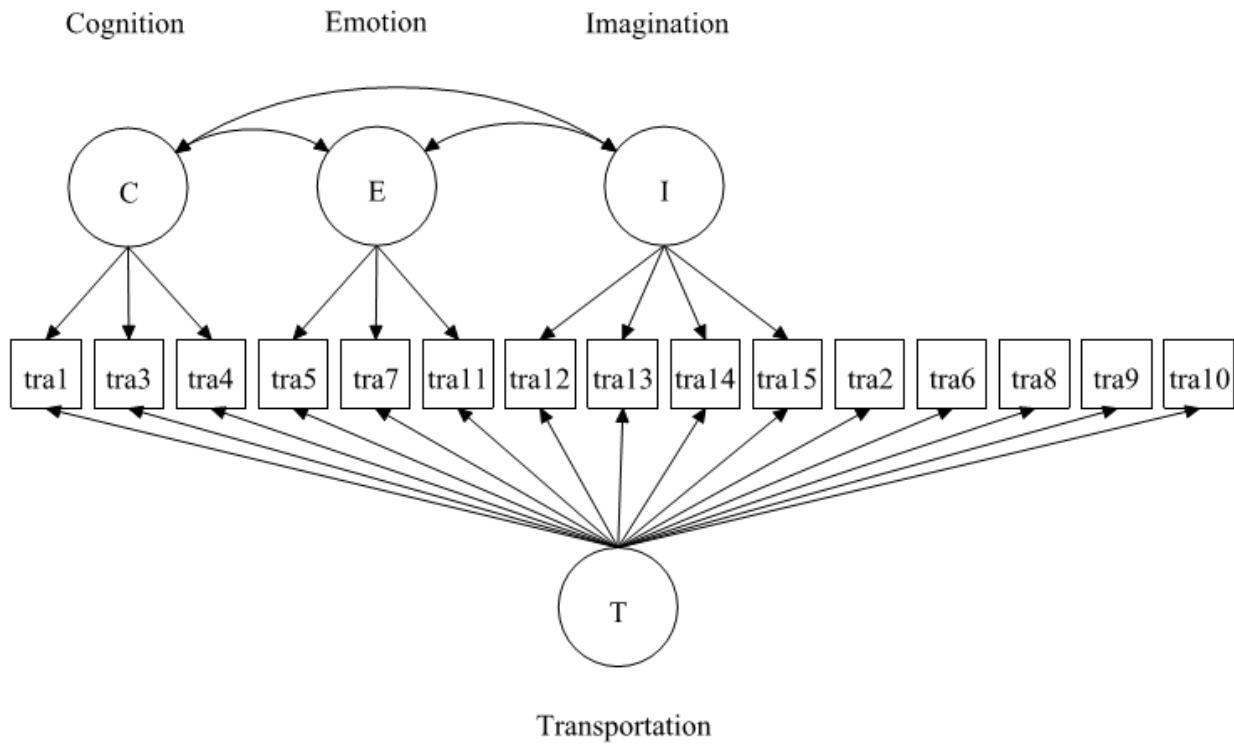 Cognition Emotion Imagination
C E I
tra1 tra3 tra4 tra5 tra7 tra11 tra12 tra13 tra14 tra15 tra2 tra6 tra8 tra9 tra10
T
Transportation